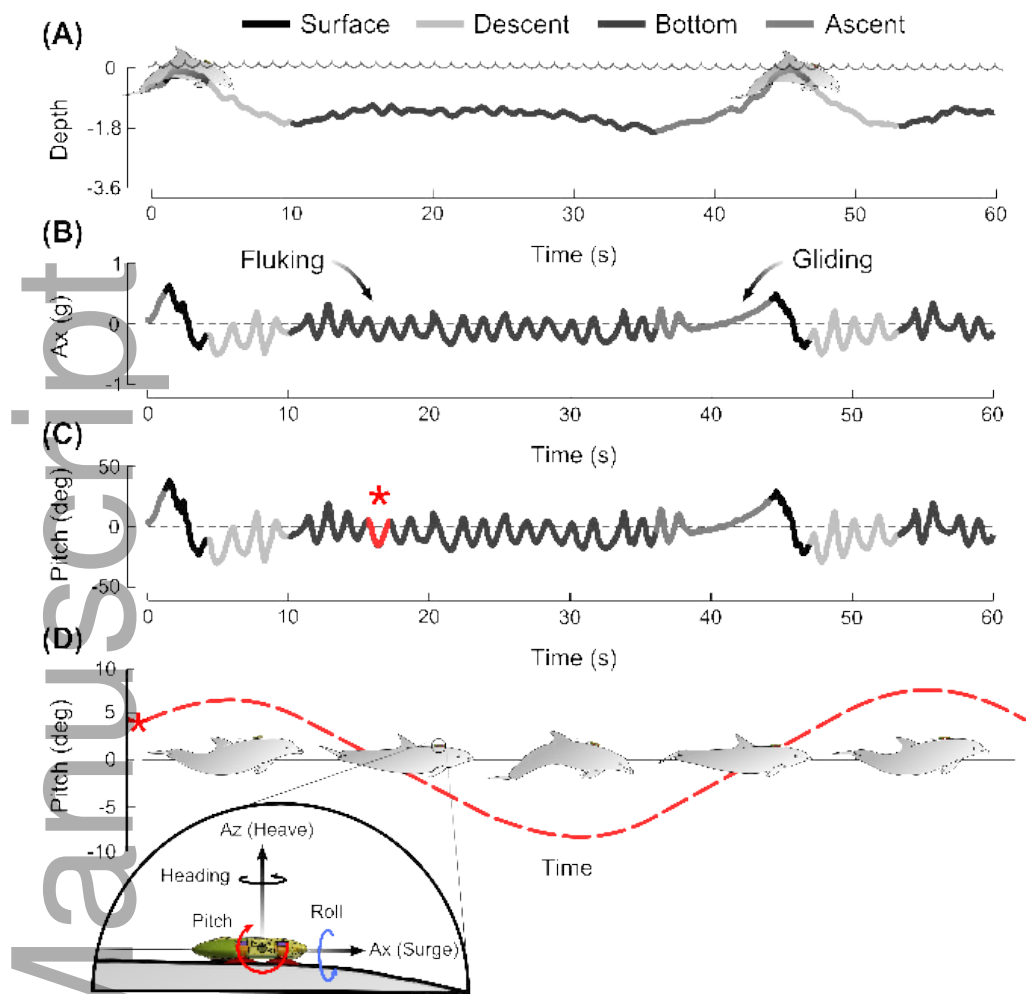 Surface Descent Bottom Ascent
(A)
0
-1.8
-3.6
Depth
0 10 20 30 40 50 60
Time (s)
(B)
Fluking Gliding
1
0
-1
Ax (g)
0 10 20 30 40 50 60
Time (s)
(C)
50
0
-50
Pitch (deg)
*
0 10 20 30 40 50 60
Time (s)
(D)
10
5
0
-5
-10
Pitch (deg)
*
Time
Az (Heave)
Heading
Pitch
Roll
Ax (Surge)
Manuscript